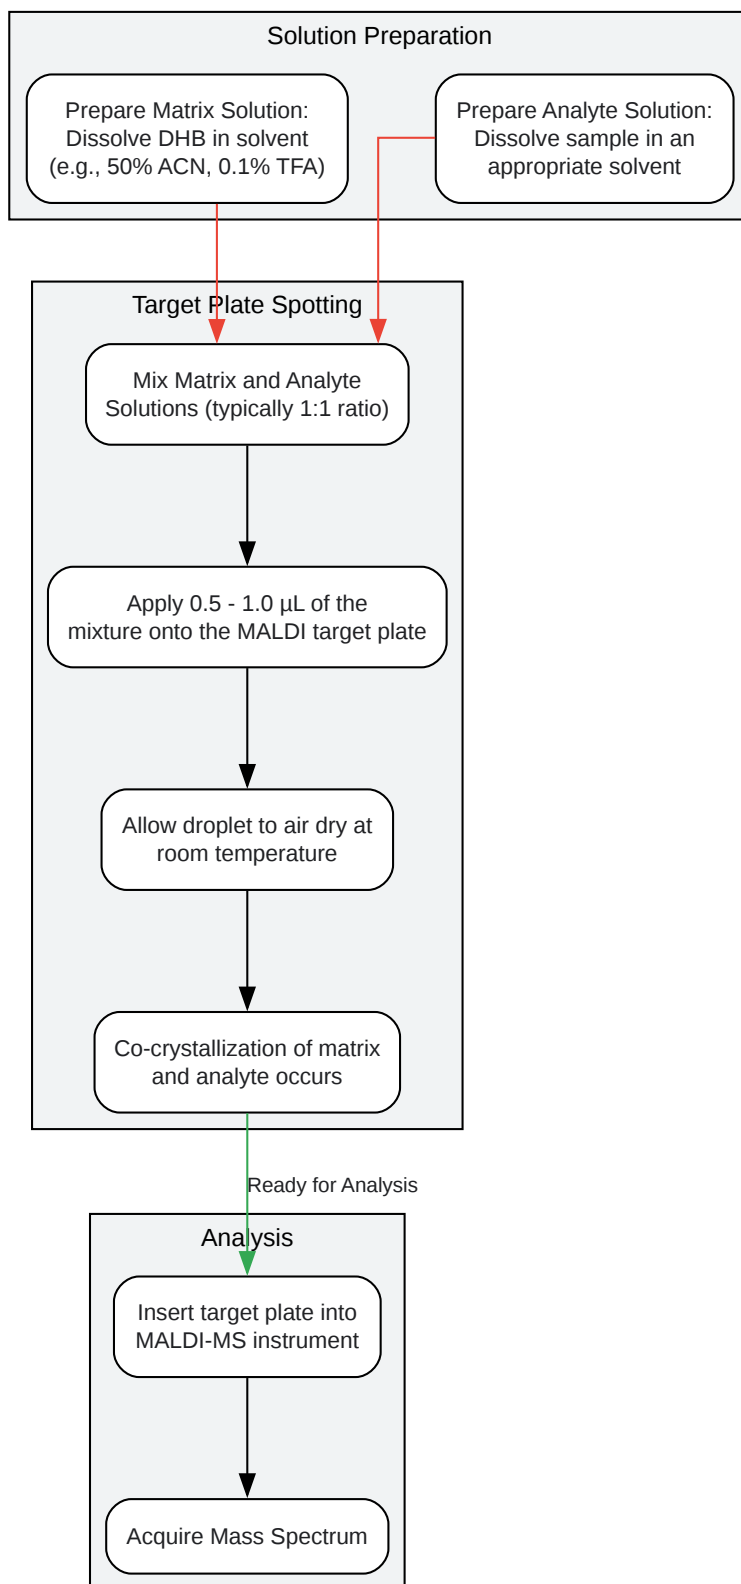 Solution Preparation
Prepare Matrix Solution:
Dissolve DHB in solvent
(e.g., 50% ACN, 0.1% TFA)
Prepare Analyte Solution:
Dissolve sample in an
appropriate solvent
Target Plate Spotting
Mix Matrix and Analyte
Solutions (typically 1:1 ratio)
Apply 0.5 - 1.0 µL of the
mixture onto the MALDI target plate
Allow droplet to air dry at
room temperature
Co-crystallization of matrix
and analyte occurs
Ready for Analysis
Analysis
Insert target plate into
MALDI-MS instrument
Acquire Mass Spectrum